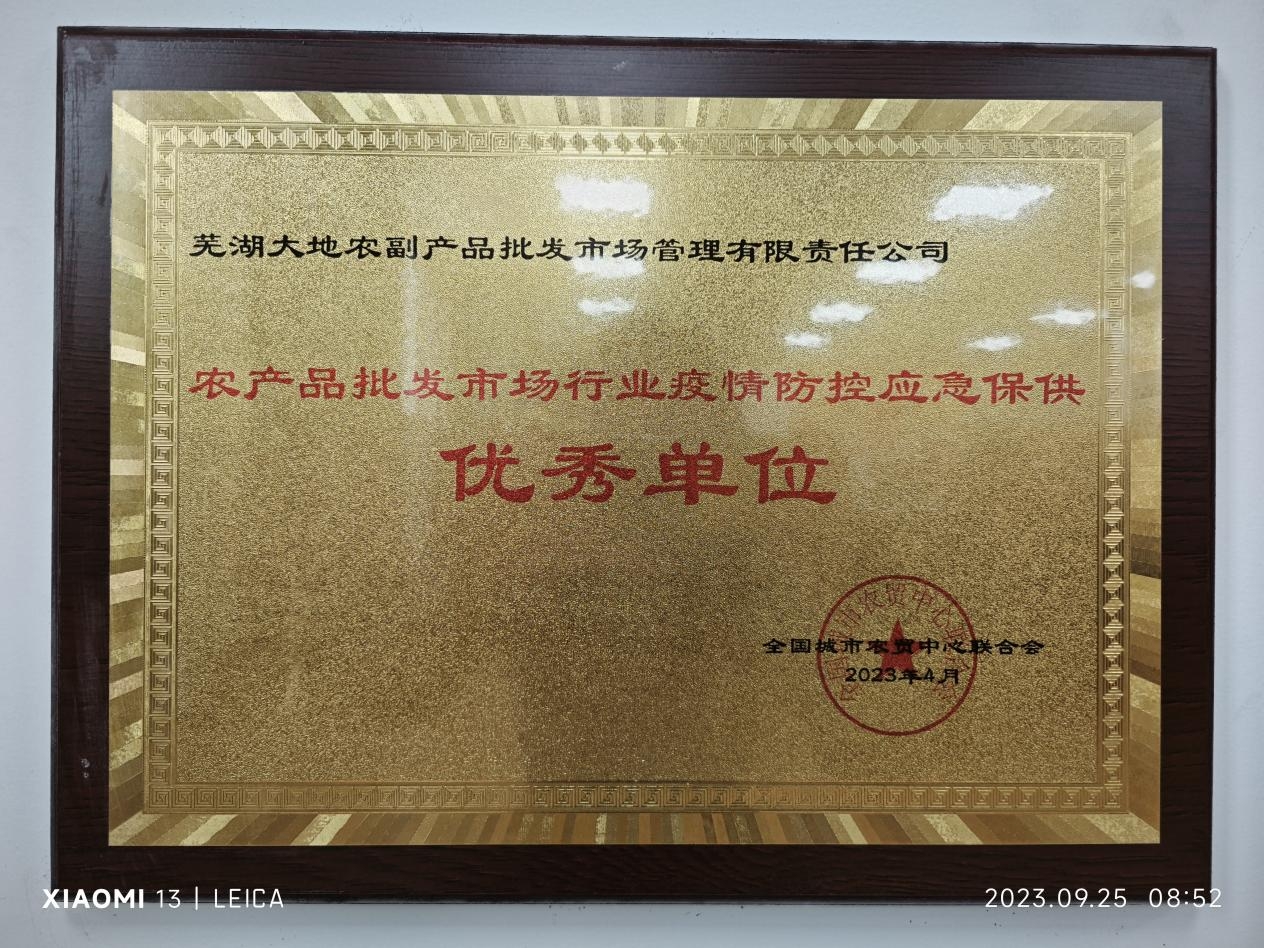 芜湖大地农副产品批发市场管理有限责任公司
农产品批发市场行业疫情防控应急保供
优秀单位
全国城市农贸中心联合会
2023年4月
XIAOMI 13 | LEICA
2023.09.25 08:52